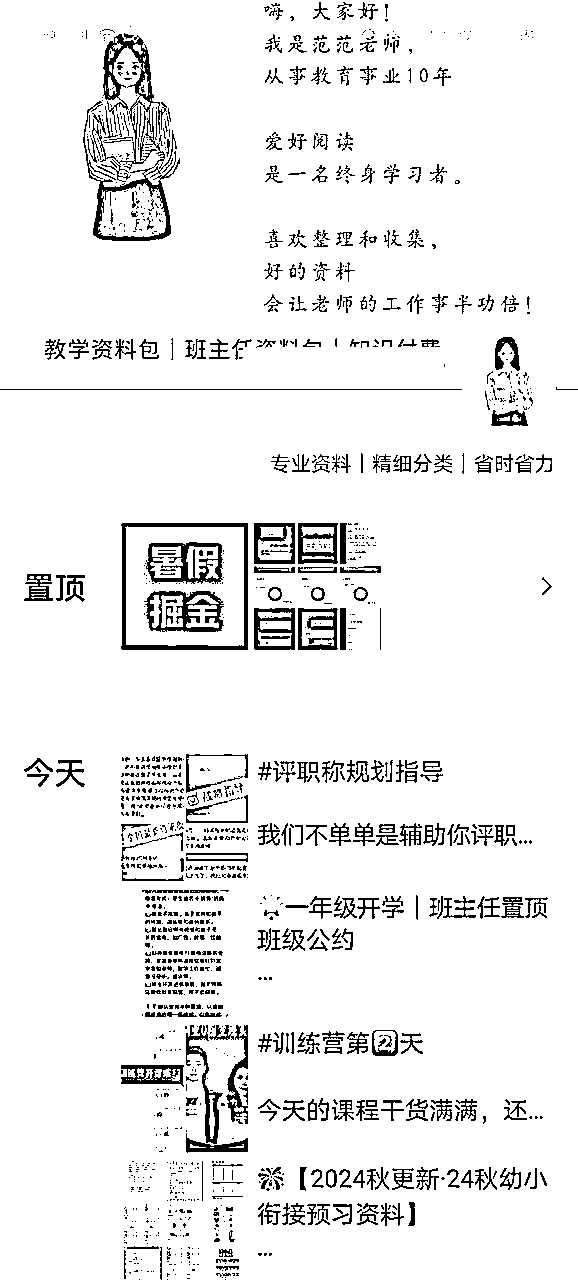 嗨，大家好！
我是范范老师，
从事教育事业10年
爱好阅读
是一名终身学习者。
喜欢整理和收集，
好的资料
会让老师的工作事半功倍！
教学资料包｜班主任资料包｜知识付费
专业资料｜精细分类｜省时省力
置顶
暑假
掘金
今天
#评职称规划指导
我们不单单是辅助你评职...
一年级开学｜班主任置顶
班级公约
...
#训练营第2天
今天的课程干货满满，还...
【2024秋更新·24秋幼小
衔接预习资料】
...